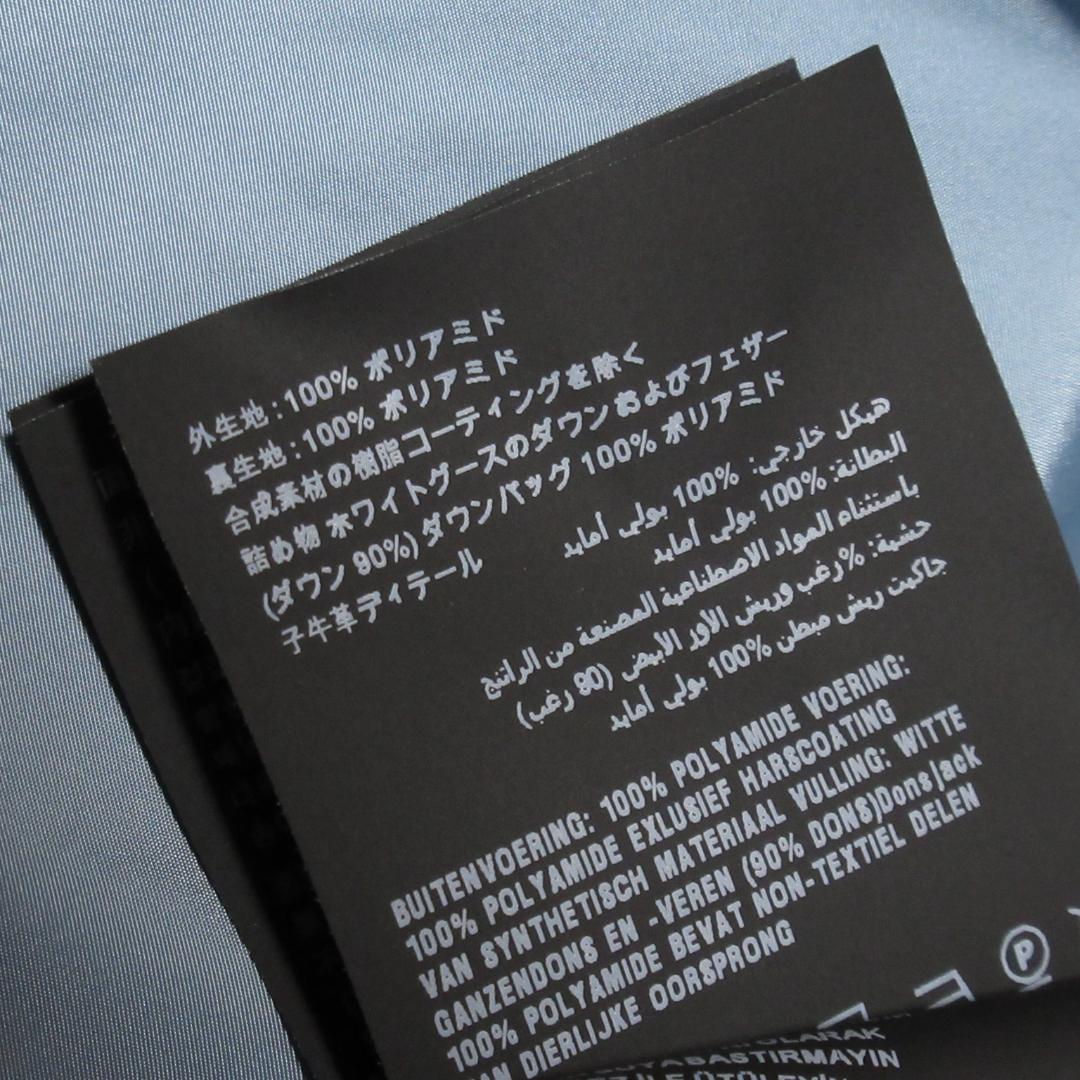 外生地:100% ポリアミド
裏生地:100% ポリアミド
合成素材の樹脂コーティングを除く
詰め物 ホワイトグースのダウンおよびフェザー
(ダウン 90%) ダウンバッグ 100% ポリアミド
子牛革ディテール
هيكل خارجي: 100% بولي أمايد
البطانة: 100% بولي أمايد
باستثناء المواد الاصطناعية المصنعة من الراتنج
حشية: %رغب وريش الأوز الأبيض (90 رغب)
جاكيت ريش مبطن %100 بولي أمايد
BUITENVOERING: 100% POLYAMIDE VOERING:
100% POLYAMIDE EXLUSIEF HARSCOATING
VAN SYNTHETISCH MATERIAAL VULLING: WITTE
GANZENDONS EN -VEREN (90% DONS)Donsjack
100% POLYAMIDE BEVAT NON-TEXTIEL DELEN
VAN DIERLIJKE OORSPRONG
P